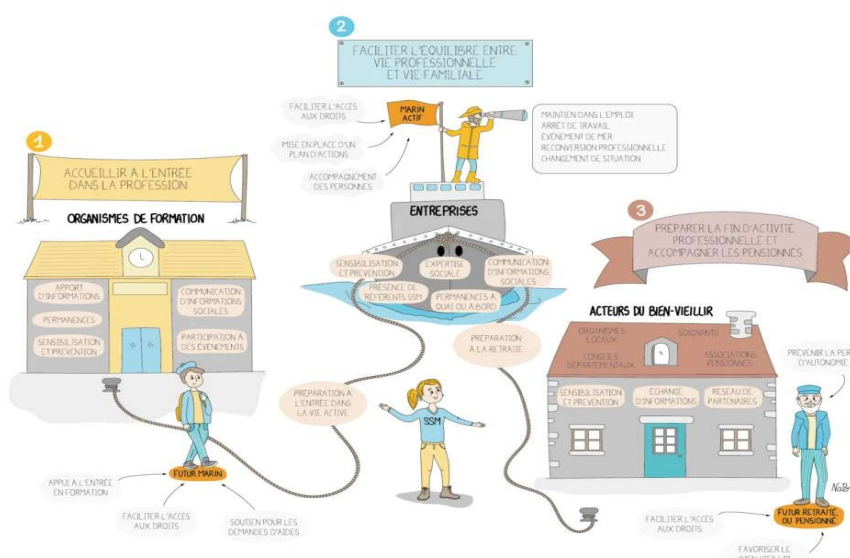 1
ACCUEILLIR À L'ENTRÉE
DANS LA PROFESSION
ORGANISMES DE FORMATION
APPORT
D'INFORMATIONS
COMMUNICATION
D'INFORMATIONS
SOCIALES
PERMANENCES
SENSIBILISATION
ET PRÉVENTION
PARTICIPATION À
DES ÉVÉNEMENTS
FUTUR MARIN
APPUI À L'ENTRÉE
EN FORMATION
FACILITER L'ACCÈS
AUX DROITS
SOUTIEN POUR LES
DEMANDES D'AIDES
PRÉPARATION À
L'ENTRÉE DANS
LA VIE ACTIVE
2
FACILITER L'ÉQUILIBRE ENTRE
VIE PROFESSIONNELLE
ET VIE FAMILIALE
FACILITER L'ACCÈS
AUX DROITS
MARIN
ACTIF
MISE EN PLACE D'UN
PLAN D'ACTIONS
ACCOMPAGNEMENT
DES PERSONNES
MAINTIEN DANS L'EMPLOI
ARRÊT DE TRAVAIL
ÉVÉNEMENT DE MER
RECONVERSION PROFESSIONNELLE
CHANGEMENT DE SITUATION
ENTREPRISES
SENSIBILISATION
ET PRÉVENTION
EXPERTISE
SOCIALE
COMMUNICATION
D'INFORMATIONS
SOCIALES
PRÉSENCE DE
RÉFÉRENTS SSM
PERMANENCES À
QUAI OU À BORD
PRÉPARATION
À LA RETRAITE
SSM
3
PRÉPARER LA FIN D'ACTIVITÉ
PROFESSIONNELLE ET
ACCOMPAGNER LES PENSIONNÉS
ACTEURS DU BIEN-VIEILLIR
ORGANISMES
LOCAUX
SOIGNANTS
CONSEILS
DÉPARTEMENTAUX
ASSOCIATIONS
PENSIONNÉS
SENSIBILISATION
ET PRÉVENTION
ÉCHANGE
D'INFORMATIONS
RÉSEAU DE
PARTENAIRES
PRÉVENIR LA PER
D'AUTONOMIE
FUTUR RETRAITÉ,
OU PENSIONNÉ
FACILITER L'ACCÈS
AUX DROITS
FAVORISER LE
BIEN VIEILLIR